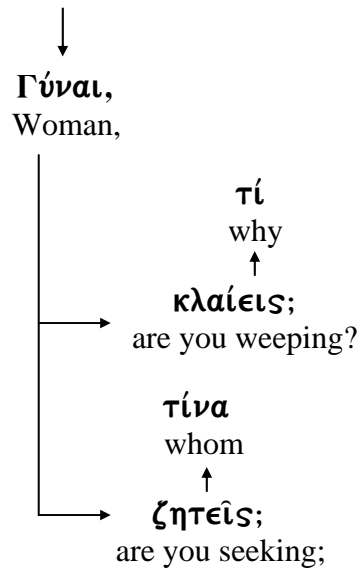 Γύναι,
Woman,
τί
why
κλαίεις;
are you weeping?
τίνα
whom
ζητεῖς;
are you seeking;